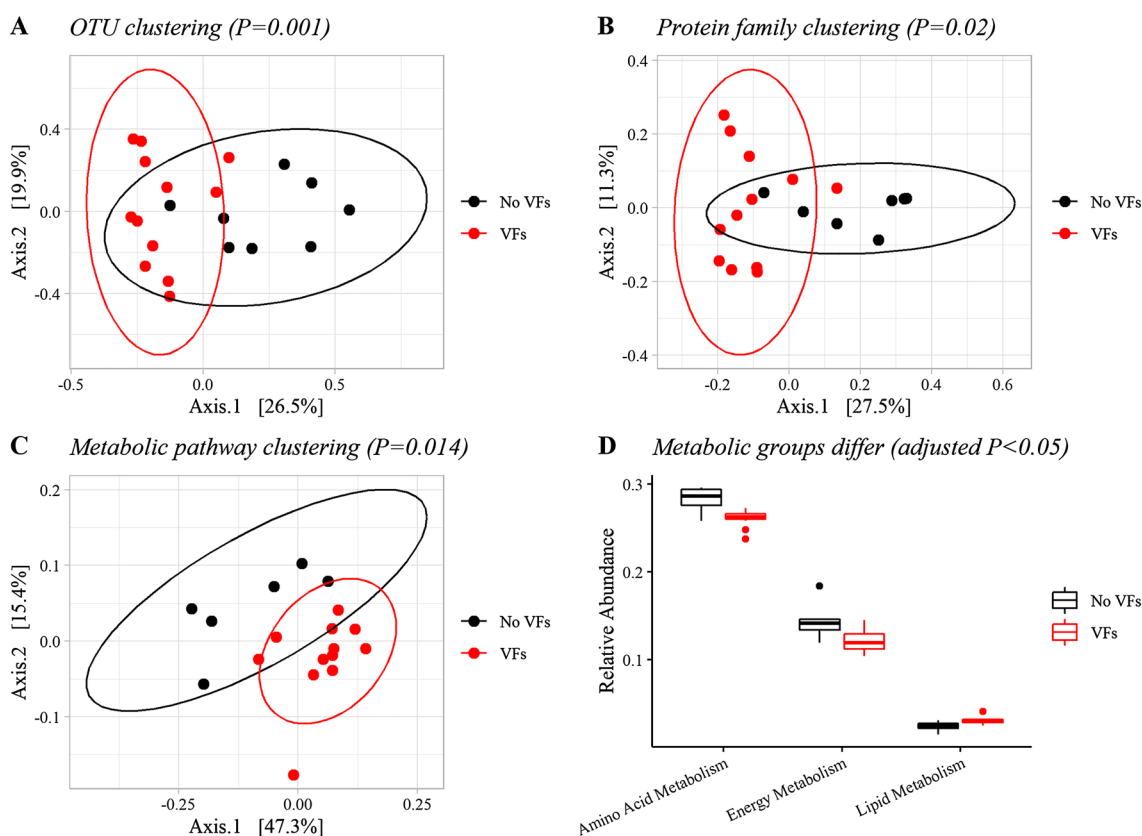 A OTU clustering (P=0.001)
0.4
0.0
-0.4
Axis.2 [19.9%]
-0.5 0.0 0.5
Axis.1 [26.5%]
No VFs
VFs
B Protein family clustering (P=0.02)
0.4
0.2
0.0
-0.2
-0.4
Axis.2 [11.3%]
-0.2 0.0 0.2 0.4 0.6
Axis.1 [27.5%]
No VFs
VFs
C Metabolic pathway clustering (P=0.014)
0.2
0.1
0.0
-0.1
Axis.2 [15.4%]
-0.25 0.00 0.25
Axis.1 [47.3%]
No VFs
VFs
D Metabolic groups differ (adjusted P<0.05)
0.3
0.2
0.1
Relative Abundance
Amino Acid Metabolism
Energy Metabolism
Lipid Metabolism
No VFs
VFs